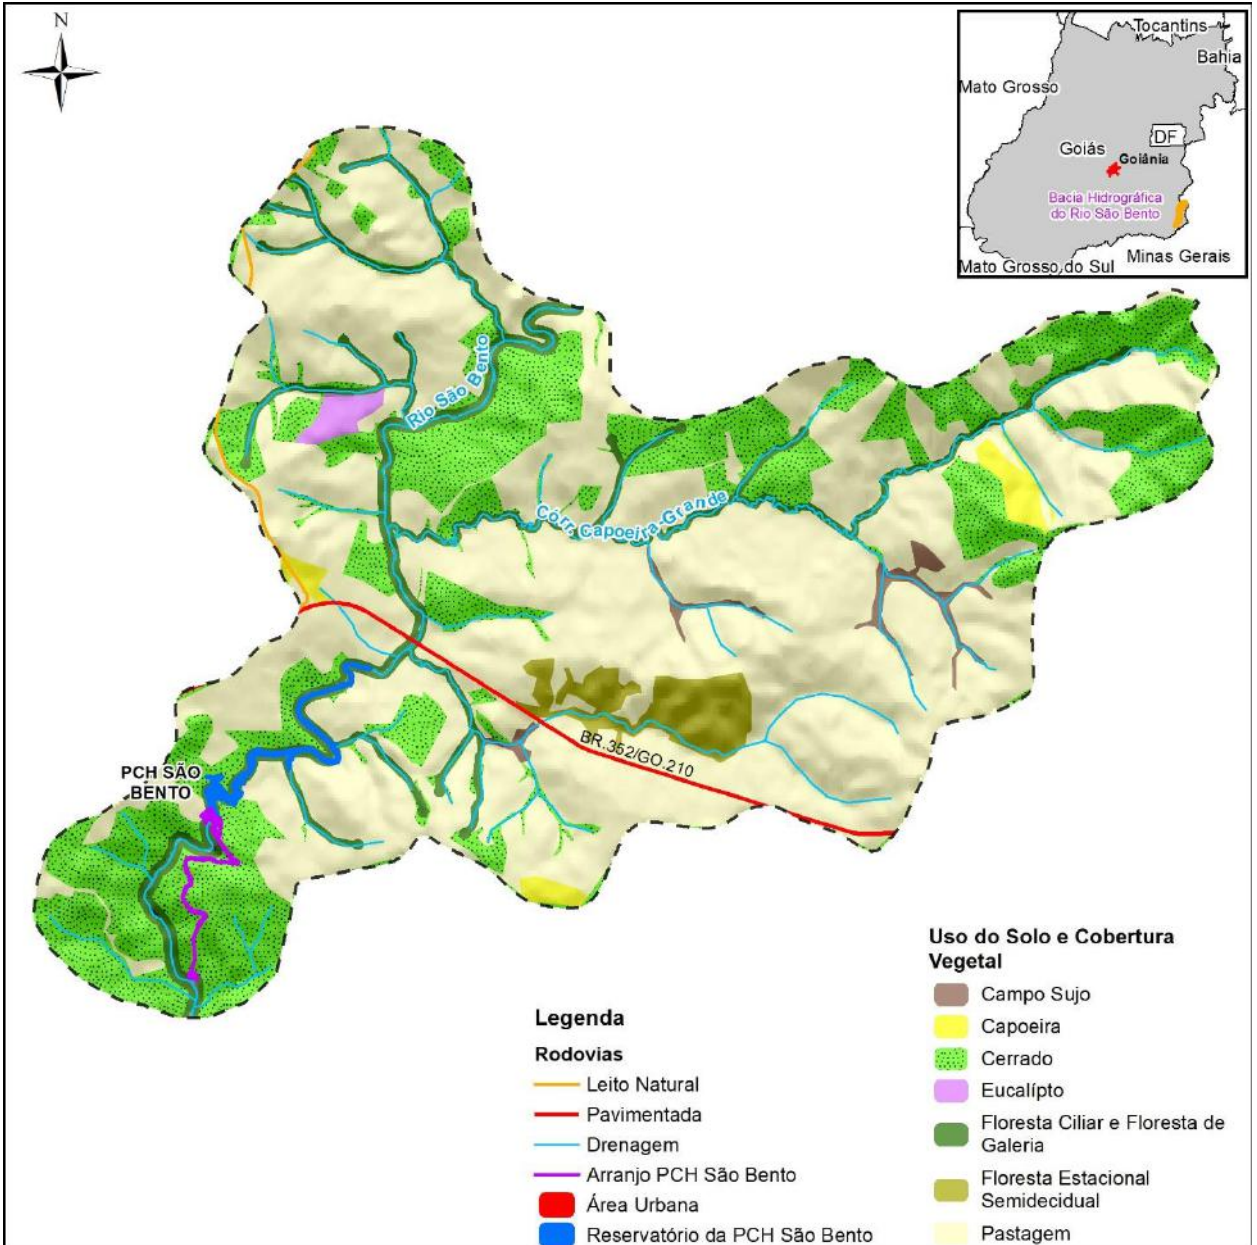 N
Tocantins
Bahia
Mato Grosso
DF
Goiás
Goiânia
Bacia Hidrográfica
do Rio São Bento
Minas Gerais
Mato Grosso do Sul
Rio São Bento
Córr. Capoeira-Grande
BR.352/GO.210
PCH SÃO
BENTO
Legenda
Rodovias
Leito Natural
Pavimentada
Drenagem
Arranjo PCH São Bento
Área Urbana
Reservatório da PCH São Bento
Uso do Solo e Cobertura
Vegetal
Campo Sujo
Capoeira
Cerrado
Eucalípto
Floresta Ciliar e Floresta de
Galeria
Floresta Estacional
Semidecidual
Pastagem